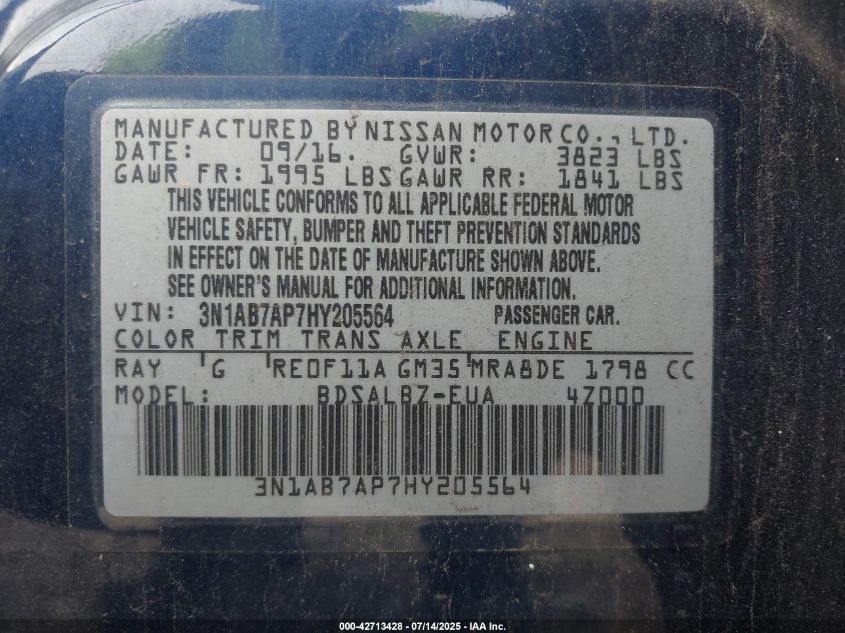 MANUFACTURED BY NISSAN MOTOR CO., LTD.
DATE: 09/16. GVWR: 3823 LBS
GAWR FR: 1995 LBS GAWR RR: 1841 LBS
THIS VEHICLE CONFORMS TO ALL APPLICABLE FEDERAL MOTOR
VEHICLE SAFETY, BUMPER AND THEFT PREVENTION STANDARDS
IN EFFECT ON THE DATE OF MANUFACTURE SHOWN ABOVE.
SEE OWNER'S MANUAL FOR ADDITIONAL INFORMATION.
VIN: 3N1AB7AP7HY205564 PASSENGER CAR.
COLOR TRIM TRANS AXLE ENGINE
RAY G RE0F11A GM35 MRA8DE 1798 CC
MODEL: BDSALBZ-EUA 4Z000
3N1AB7AP7HY205564
000-42713428 - 07/14/2025 - IAA Inc.